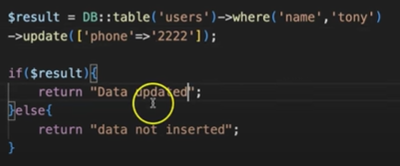 $result = DB::table('users')->where('name','tony')
->update(['phone'=>'2222']);
if($result){
return "Data updated";
}else{
return "data not inserted";
}